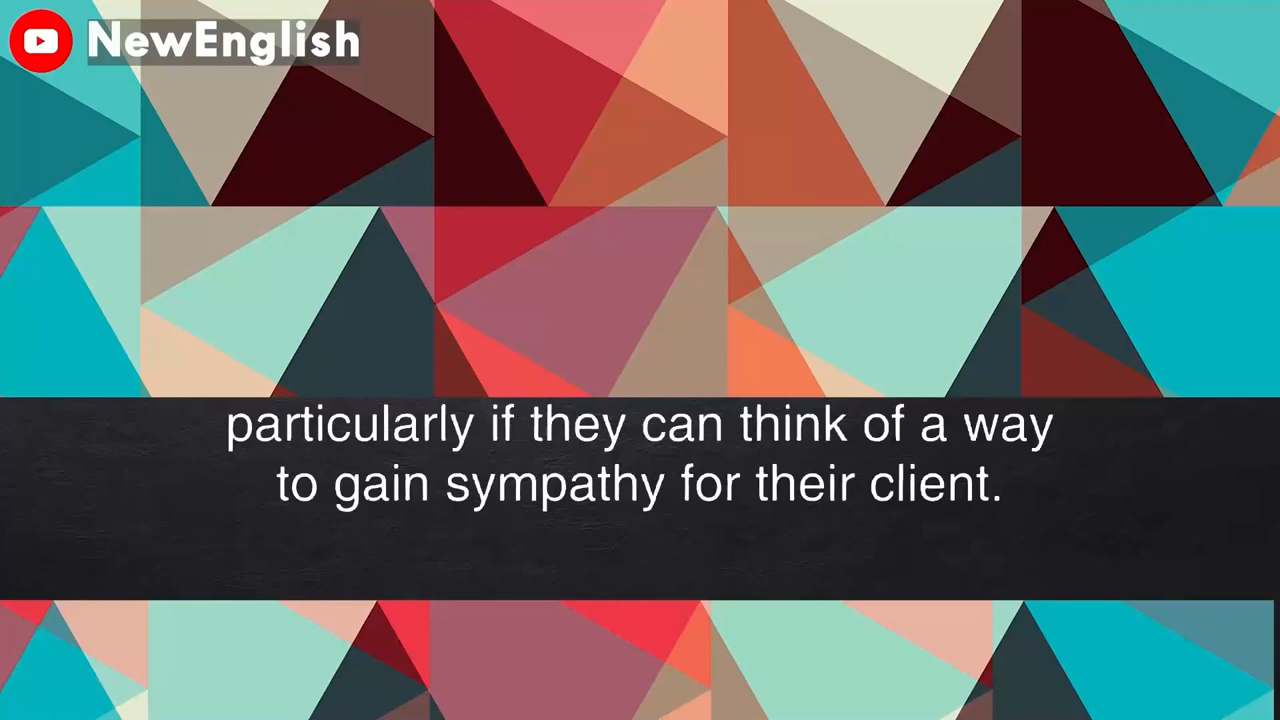 NewEnglish
particularly if they can think of a way
to gain sympathy for their client.